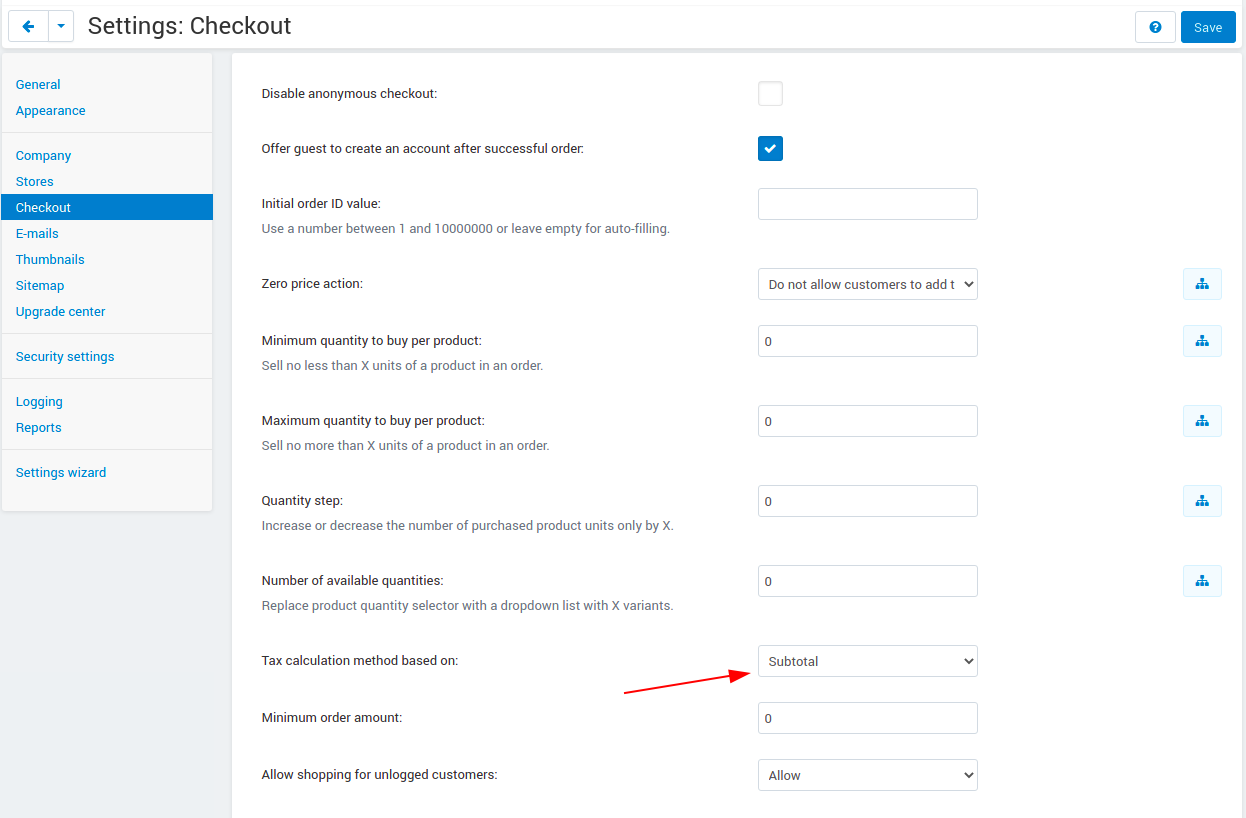 Settings: Checkout
Save
General
Appearance
Company
Stores
Checkout
E-mails
Thumbnails
Sitemap
Upgrade center
Security settings
Logging
Reports
Settings wizard
Disable anonymous checkout:
Offer guest to create an account after successful order:
Initial order ID value:
Use a number between 1 and 10000000 or leave empty for auto-filling.
Zero price action:
Do not allow customers to add t
Minimum quantity to buy per product:
0
Sell no less than X units of a product in an order.
Maximum quantity to buy per product:
0
Sell no more than X units of a product in an order.
Quantity step:
0
Increase or decrease the number of purchased product units only by X.
Number of available quantities:
0
Replace product quantity selector with a dropdown list with X variants.
Tax calculation method based on:
Subtotal
Minimum order amount:
0
Allow shopping for unlogged customers:
Allow